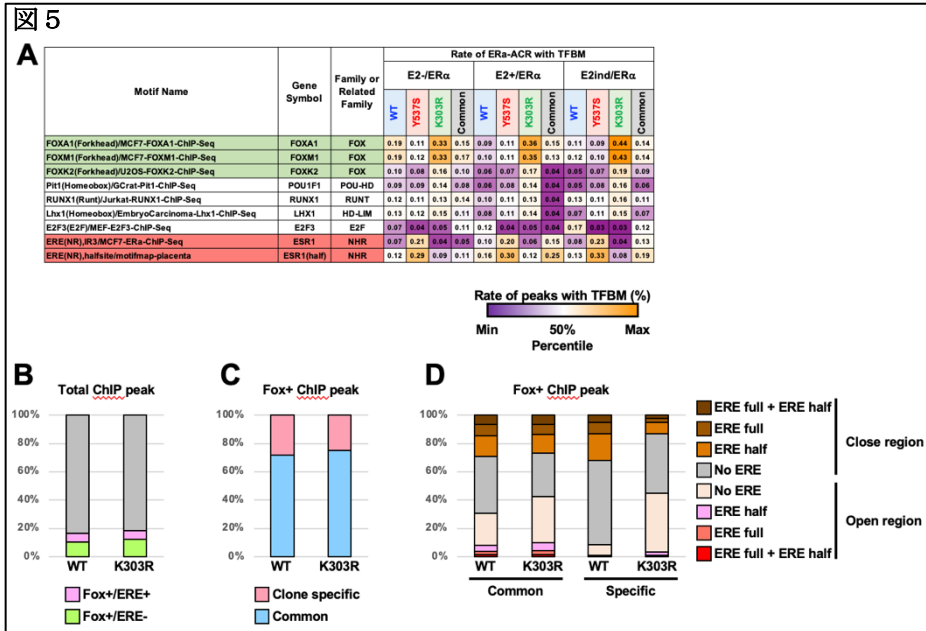 図5
A
Rate of ERa-ACR with TFBM
Motif Name Gene Symbol Family or Related Family E2-/ERα E2+/ERα E2ind/ERα
WT Y537S K303R Common WT Y537S K303R Common WT Y537S K303R Common
FOXA1(Forkhead)/MCF7-FOXA1-ChIP-Seq FOXA1 FOX 0.19 0.11 0.33 0.15 0.09 0.11 0.36 0.15 0.11 0.09 0.44 0.14
FOXM1(Forkhead)/MCF7-FOXM1-ChIP-Seq FOXM1 FOX 0.19 0.12 0.33 0.17 0.10 0.11 0.35 0.13 0.12 0.10 0.43 0.14
FOXK2(Forkhead)/U2OS-FOXK2-ChIP-Seq FOXK2 FOX 0.10 0.08 0.16 0.10 0.06 0.07 0.17 0.04 0.05 0.07 0.19 0.09
Pit1(Homeobox)/GCrat-Pit1-ChIP-Seq POU1F1 POU-HD 0.09 0.09 0.14 0.08 0.06 0.08 0.14 0.04 0.05 0.08 0.16 0.06
RUNX1(Runt)/Jurkat-RUNX1-ChIP-Seq RUNX1 RUNT 0.12 0.11 0.13 0.14 0.10 0.11 0.14 0.04 0.13 0.11 0.16 0.11
Lhx1(Homeobox)/EmbryoCarcinoma-Lhx1-ChIP-Seq LHX1 HD-LIM 0.13 0.12 0.15 0.11 0.08 0.11 0.14 0.04 0.07 0.11 0.15 0.07
E2F3(E2F)/MEF-E2F3-ChIP-Seq E2F3 E2F 0.07 0.04 0.05 0.11 0.12 0.04 0.05 0.04 0.17 0.03 0.03 0.12
ERE(NR),IR3/MCF7-ERa-ChIP-Seq ESR1 NHR 0.07 0.21 0.04 0.05 0.10 0.20 0.06 0.15 0.08 0.23 0.04 0.13
ERE(NR),halfsite/motifmap-placenta ESR1(half) NHR 0.12 0.29 0.09 0.11 0.16 0.30 0.12 0.25 0.13 0.33 0.08 0.19
Rate of peaks with TFBM (%)
Min 50% Max
Percentile
B
Total ChIP peak
100%
80%
60%
40%
20%
0%
WT K303R
Fox+/ERE+
Fox+/ERE-
C
Fox+ ChIP peak
100%
80%
60%
40%
20%
0%
WT K303R
Clone specific
Common
D
Fox+ ChIP peak
100%
80%
60%
40%
20%
0%
WT K303R WT K303R
Common Specific
ERE full + ERE half
ERE full
ERE half
No ERE
Close region
No ERE
ERE half
ERE full
ERE full + ERE half
Open region